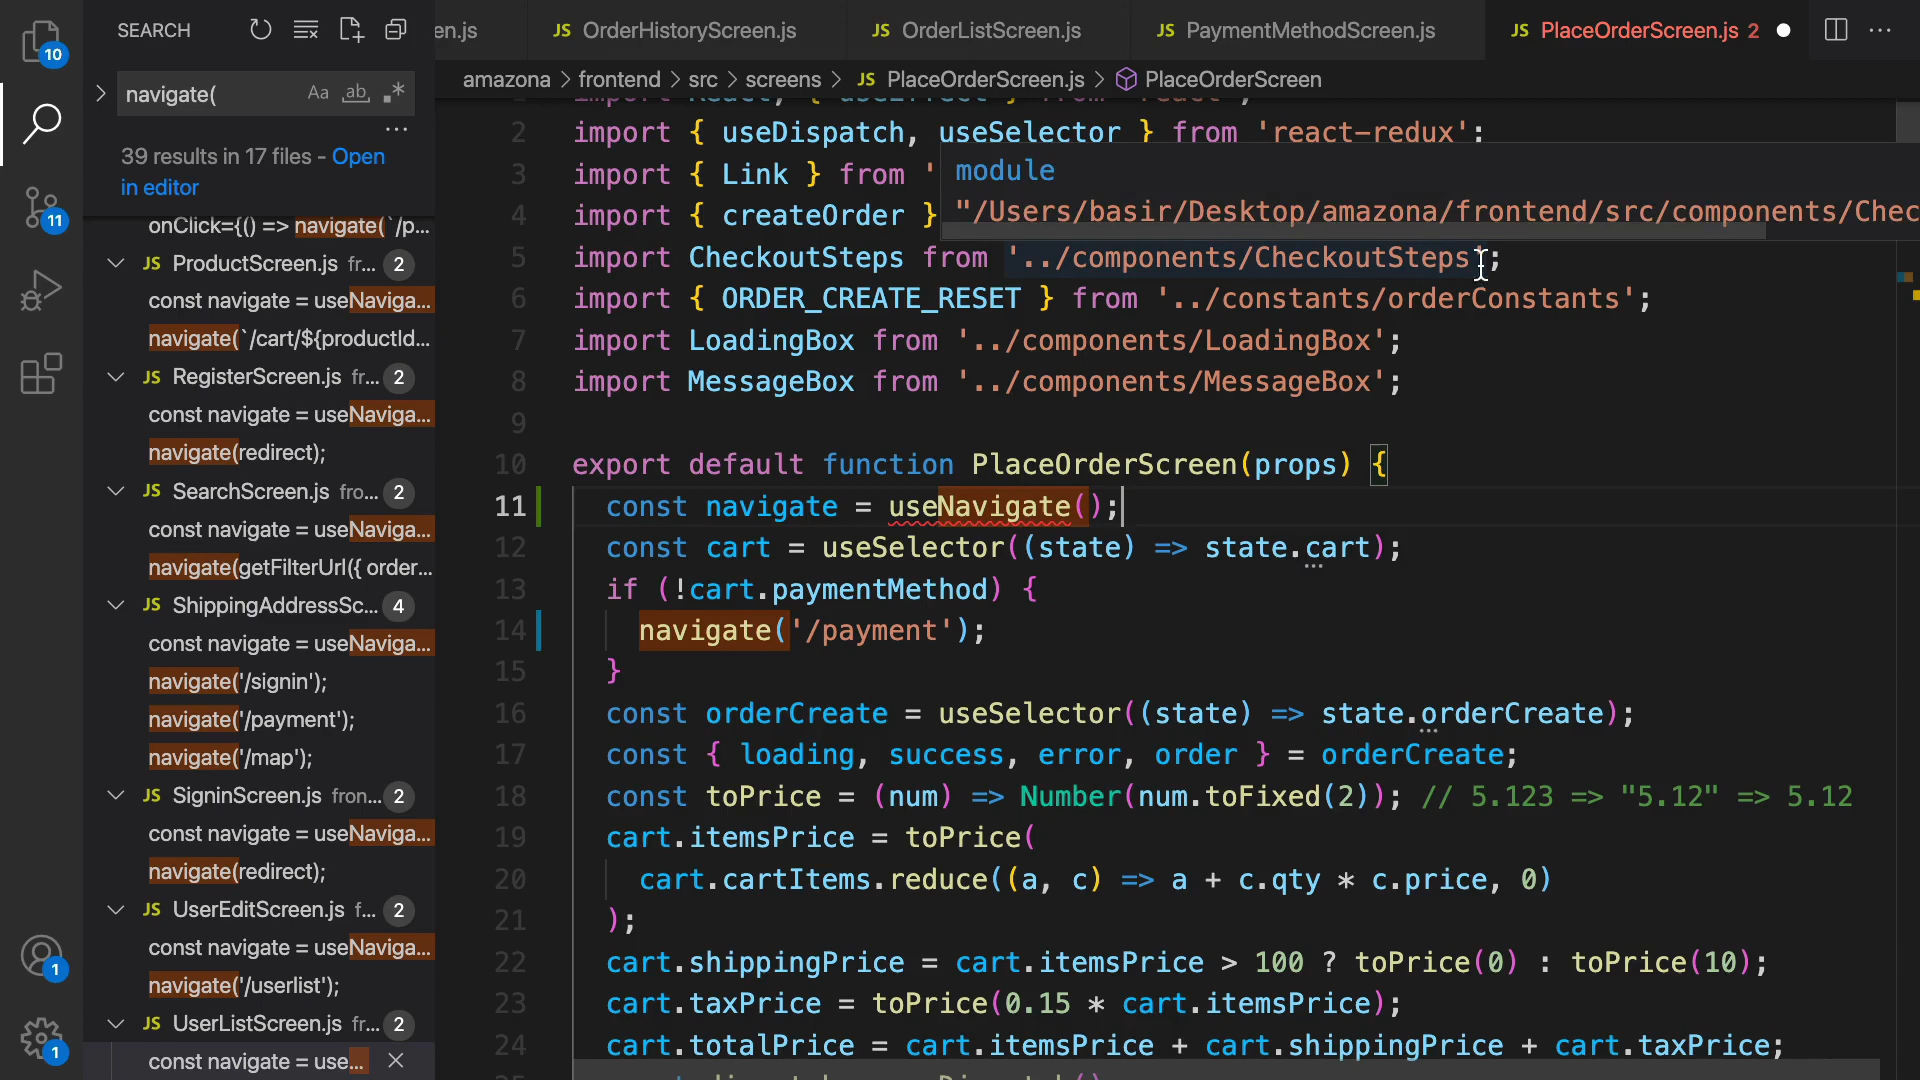 10
11
1
1
SEARCH
navigate(
Aa
ab
39 results in 17 files - Open
in editor
onClick={() => navigate(`/p...
JS ProductScreen.js fr... 2
const navigate = useNaviga...
navigate(`/cart/${productId...
JS RegisterScreen.js fr... 2
const navigate = useNaviga...
navigate(redirect);
JS SearchScreen.js fro... 2
const navigate = useNaviga...
navigate(getFilterUrl({ order...
JS ShippingAddressSc... 4
const navigate = useNaviga...
navigate('/signin');
navigate('/payment');
navigate('/map');
JS SigninScreen.js fron... 2
const navigate = useNaviga...
navigate(redirect);
JS UserEditScreen.js f... 2
const navigate = useNaviga...
navigate('/userlist');
JS UserListScreen.js fr... 2
const navigate = use...
en.js JS OrderHistoryScreen.js JS OrderListScreen.js JS PaymentMethodScreen.js JS PlaceOrderScreen.js 2
amazona > frontend > src > screens > JS PlaceOrderScreen.js > PlaceOrderScreen
2 import { useDispatch, useSelector } from 'react-redux';
3 import { Link } from '
4 import { createOrder }
module
"/Users/basir/Desktop/amazona/frontend/src/components/Chec
5 import CheckoutSteps from '../components/CheckoutSteps';
6 import { ORDER_CREATE_RESET } from '../constants/orderConstants';
7 import LoadingBox from '../components/LoadingBox';
8 import MessageBox from '../components/MessageBox';
9
10 export default function PlaceOrderScreen(props) {
11 const navigate = useNavigate();
12 const cart = useSelector((state) => state.cart);
13 if (!cart.paymentMethod) {
14 navigate('/payment');
15 }
16 const orderCreate = useSelector((state) => state.orderCreate);
17 const { loading, success, error, order } = orderCreate;
18 const toPrice = (num) => Number(num.toFixed(2)); // 5.123 => "5.12" => 5.12
19 cart.itemsPrice = toPrice(
20 cart.cartItems.reduce((a, c) => a + c.qty * c.price, 0)
21 );
22 cart.shippingPrice = cart.itemsPrice > 100 ? toPrice(0) : toPrice(10);
23 cart.taxPrice = toPrice(0.15 * cart.itemsPrice);
24 cart.totalPrice = cart.itemsPrice + cart.shippingPrice + cart.taxPrice;